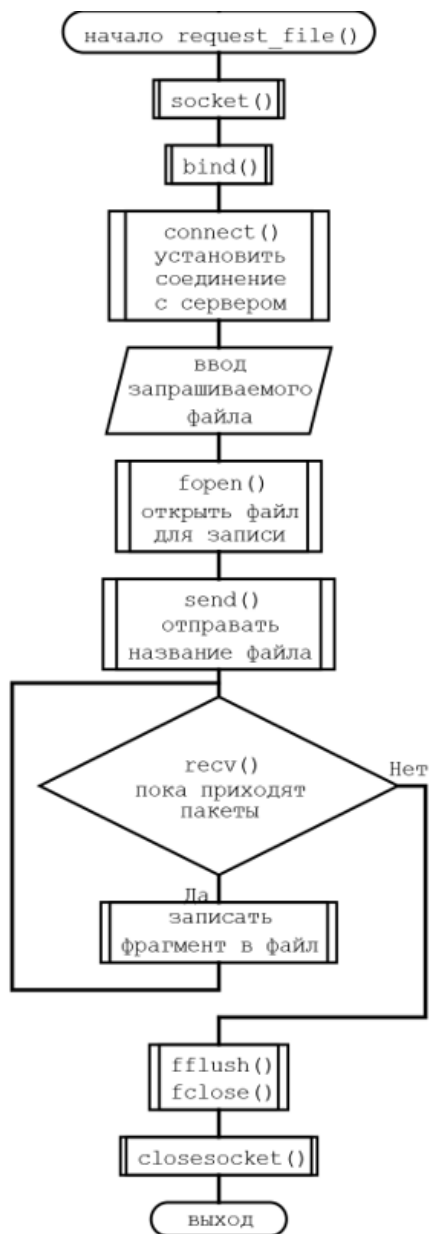 начало request_file()
socket()
bind()
connect()
установить
соединение
с сервером
ввод
запрашиваемого
файла
fopen()
открыть файл
для записи
send()
отправать
название файла
recv()
пока приходят
пакеты
Нет
Да
записать
фрагмент в файл
fflush()
fclose()
closesocket()
выход